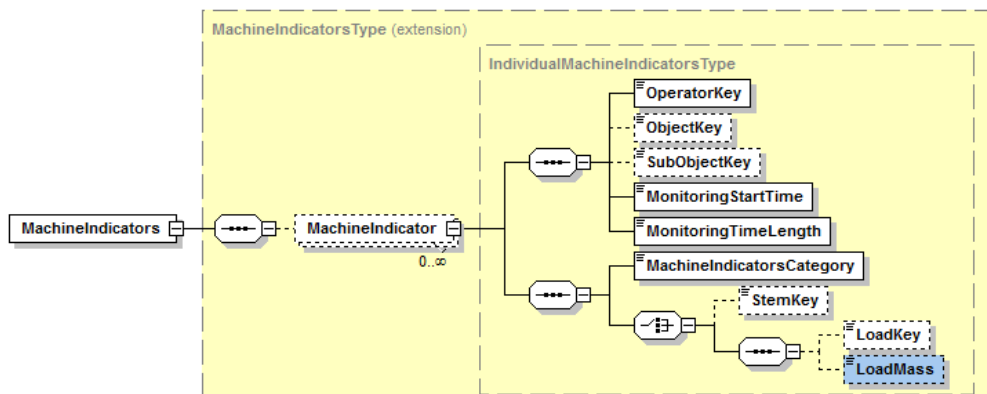 MachineIndicatorsType (extension)
IndividualMachineIndicatorsType
OperatorKey
ObjectKey
SubObjectKey
MonitoringStartTime
MachineIndicators
MachineIndicator
0..∞
MonitoringTimeLength
MachineIndicatorsCategory
StemKey
LoadKey
LoadMass